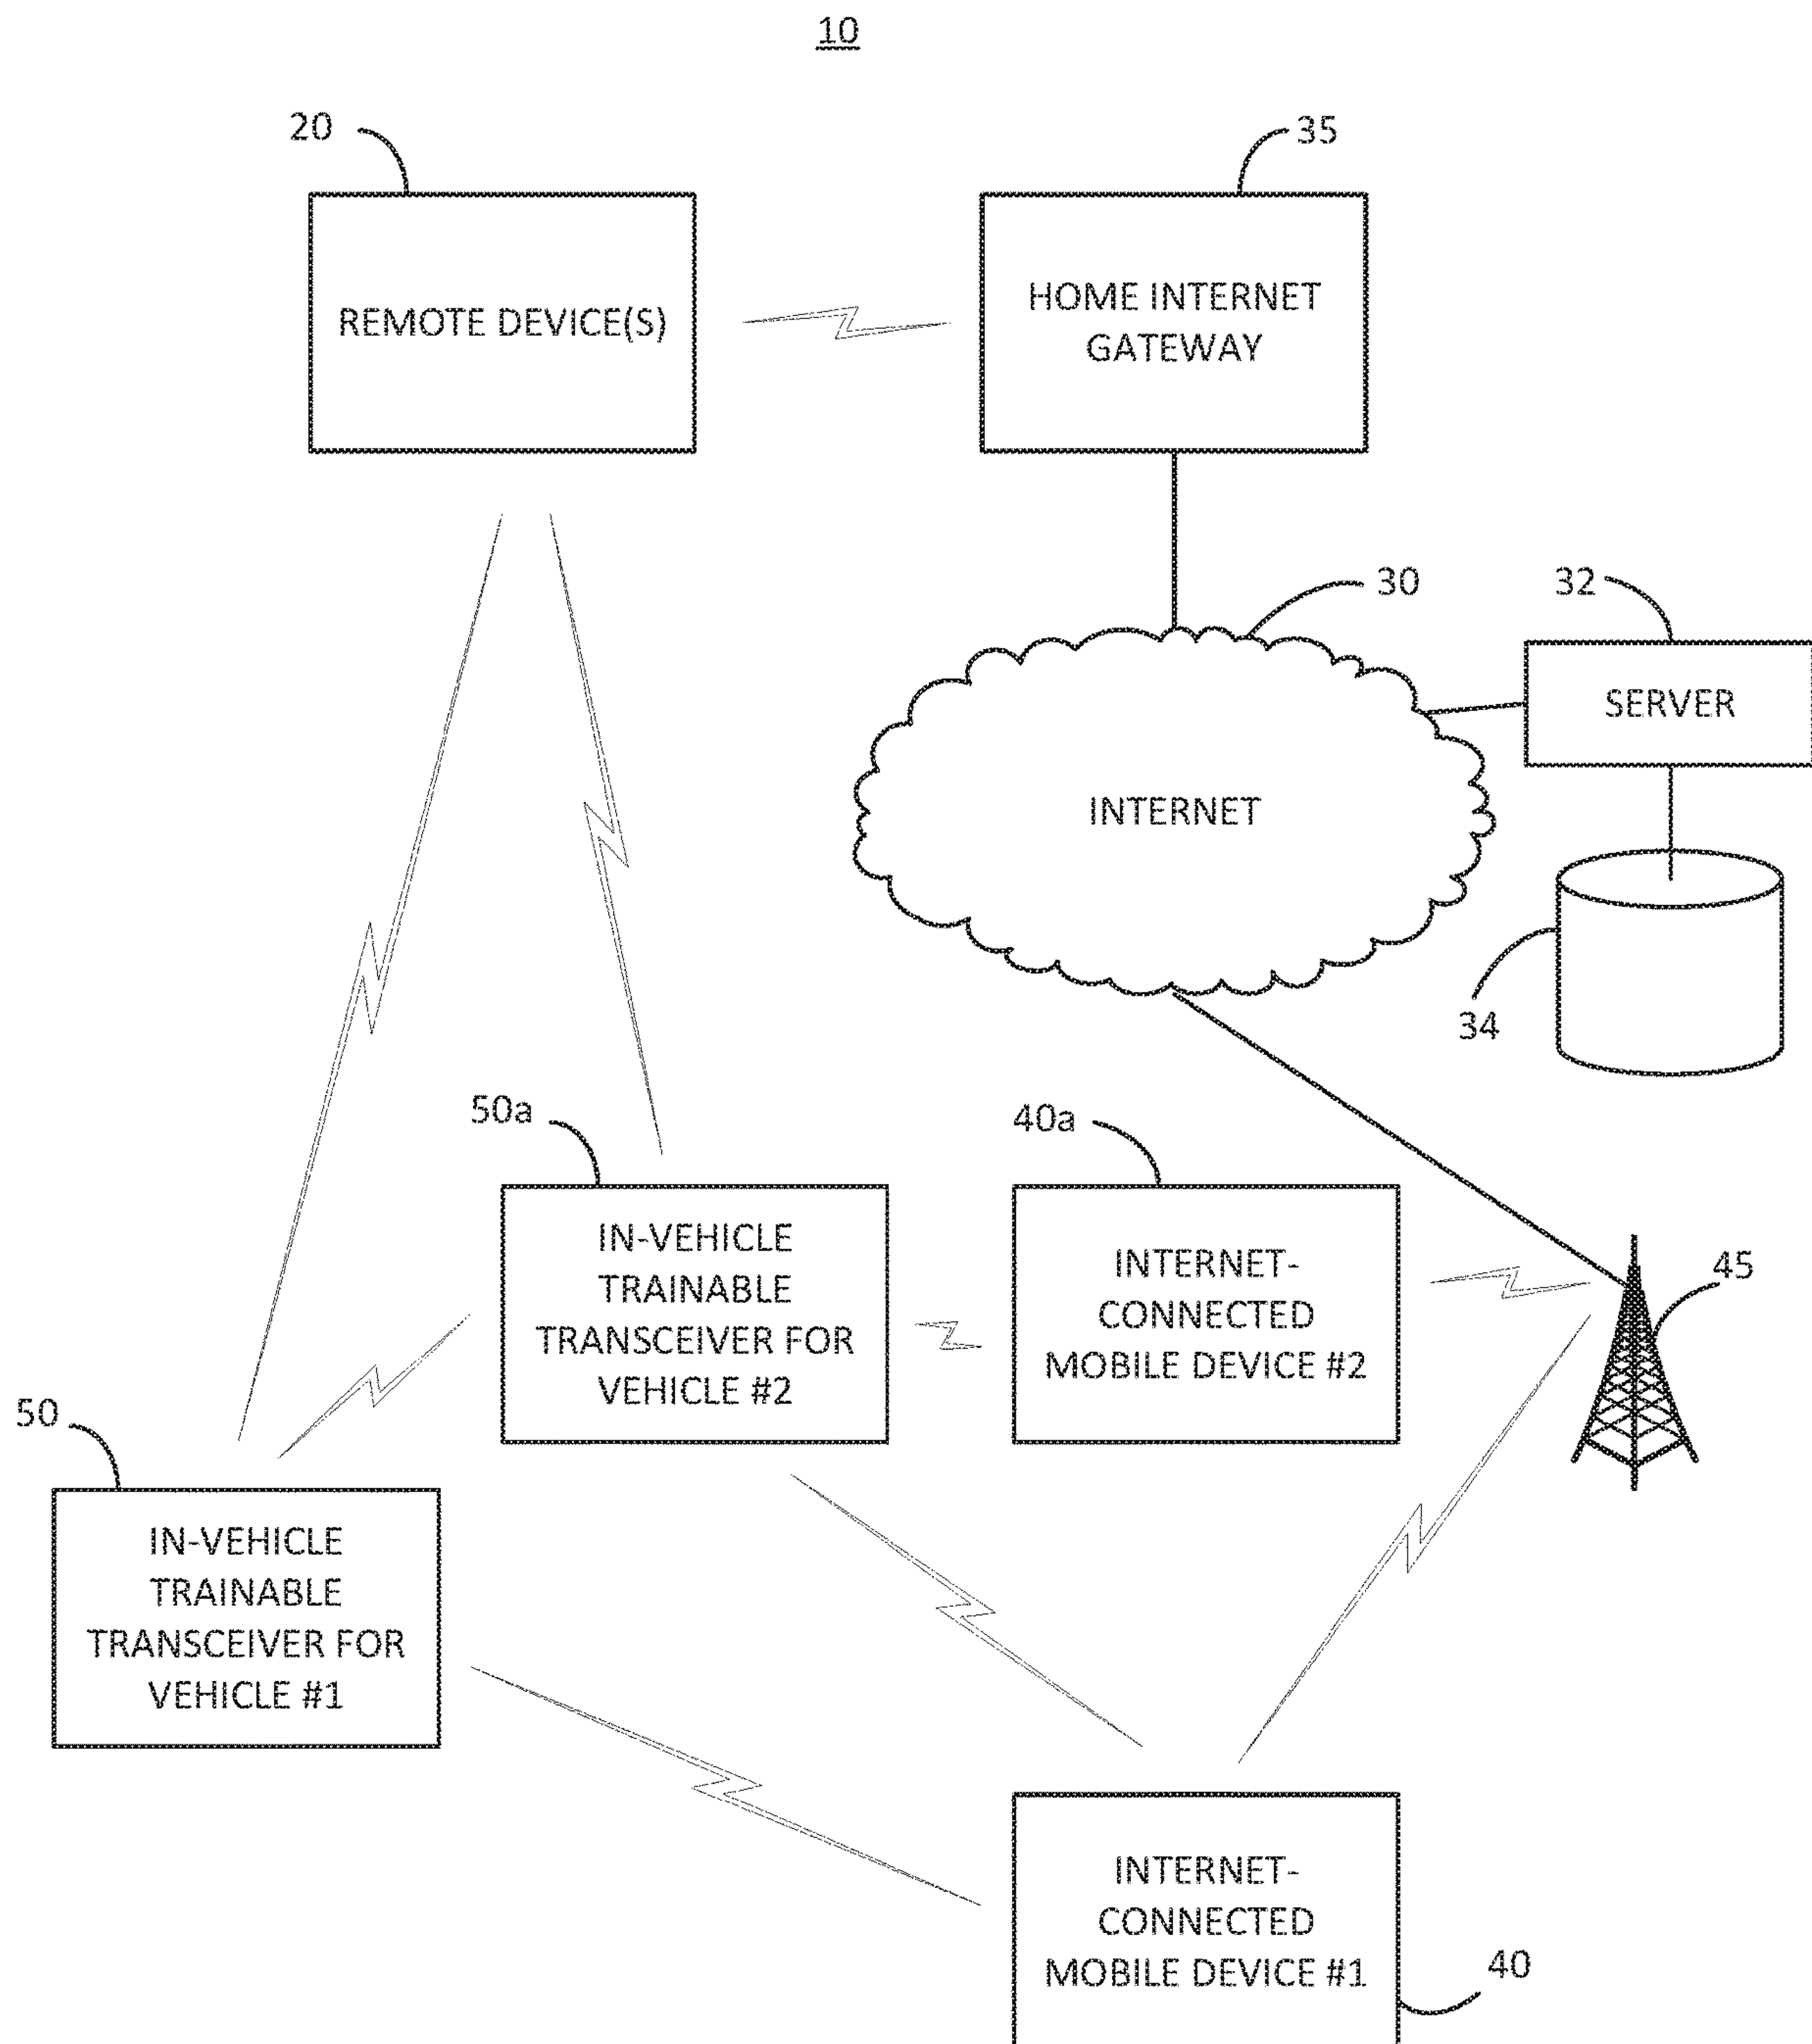 10
20
35
REMOTE DEVICE(S)
HOME INTERNET
GATEWAY
30
32
SERVER
INTERNET
34
50a
40a
IN-VEHICLE
TRAINABLE
TRANSCEIVER FOR
VEHICLE #2
INTERNET-
CONNECTED
MOBILE DEVICE #2
45
50
IN-VEHICLE
TRAINABLE
TRANSCEIVER FOR
VEHICLE #1
INTERNET-
CONNECTED
MOBILE DEVICE #1
40